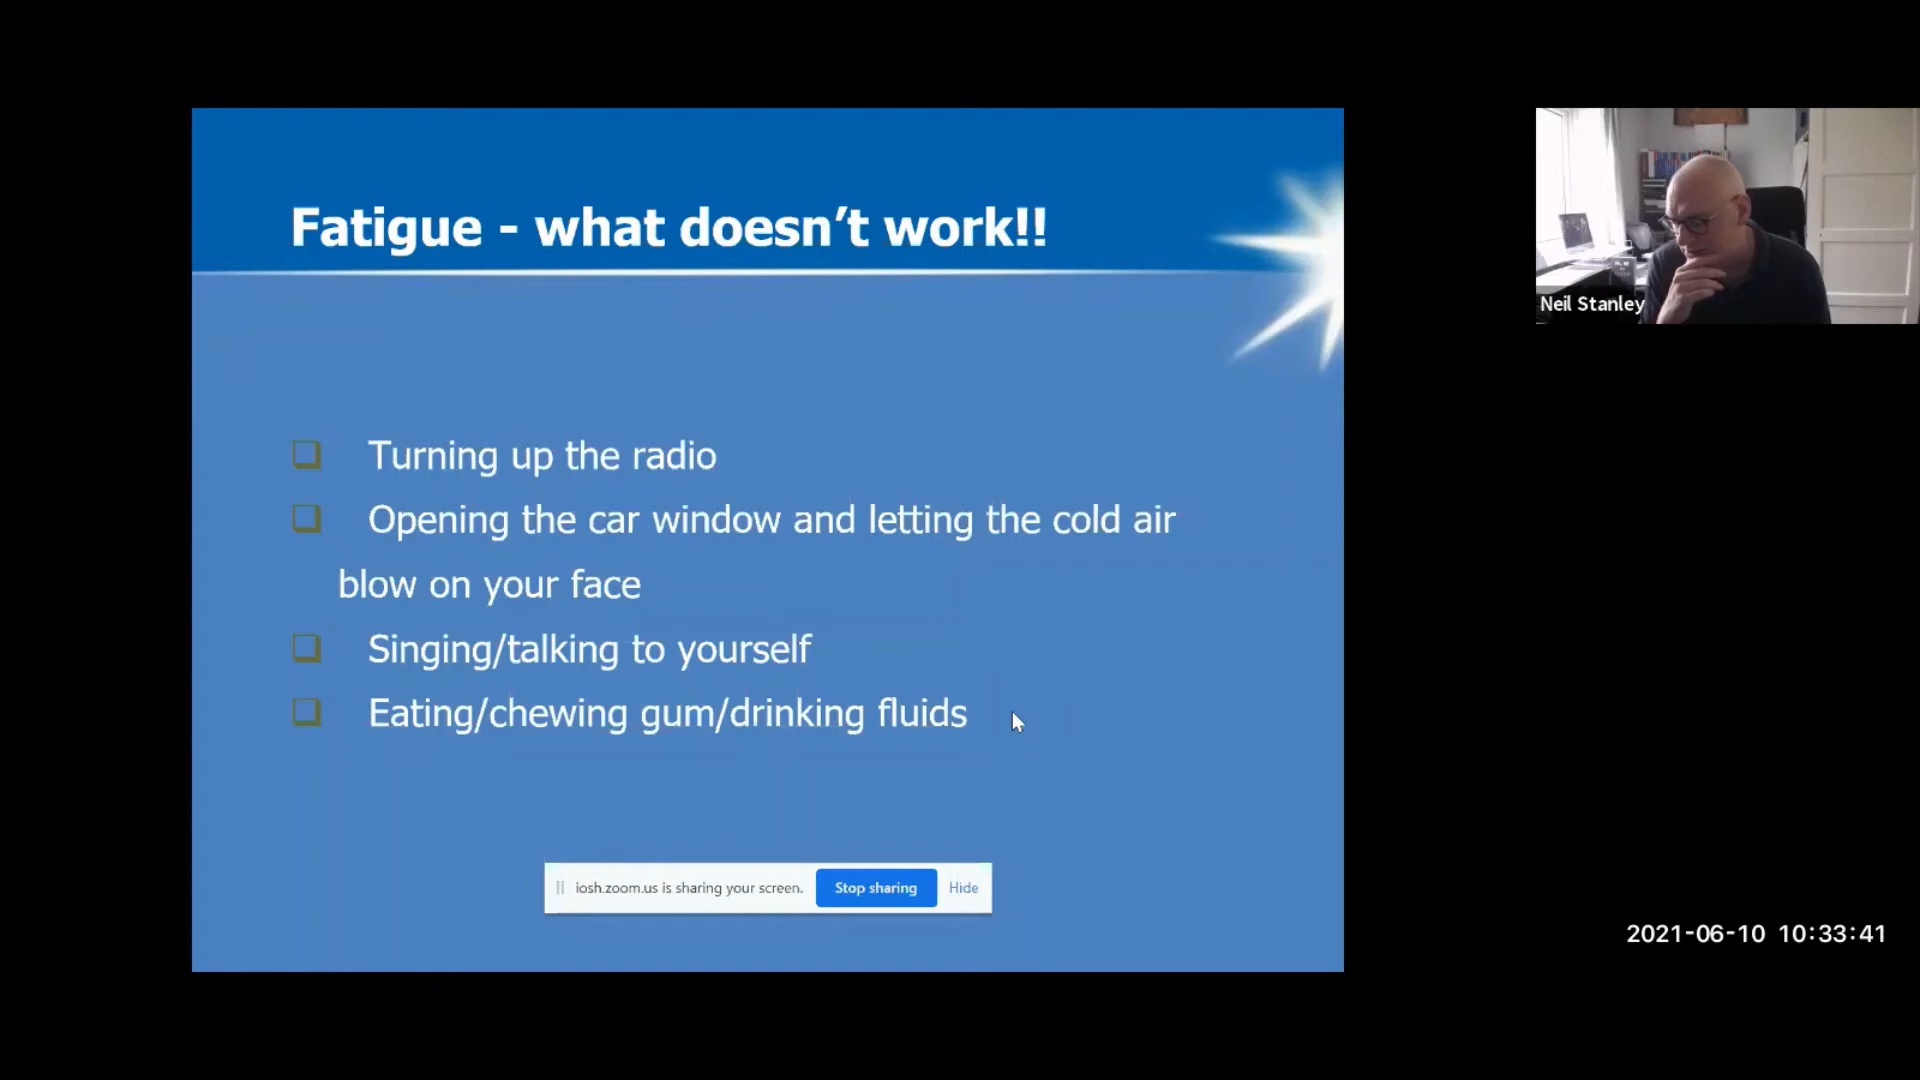 Fatigue - what doesn’t work!!
Turning up the radio
Opening the car window and letting the cold air
blow on your face
Singing/talking to yourself
Eating/chewing gum/drinking fluids
iosh.zoom.us is sharing your screen. Stop sharing Hide
Neil Stanley
2021-06-10 10:33:41